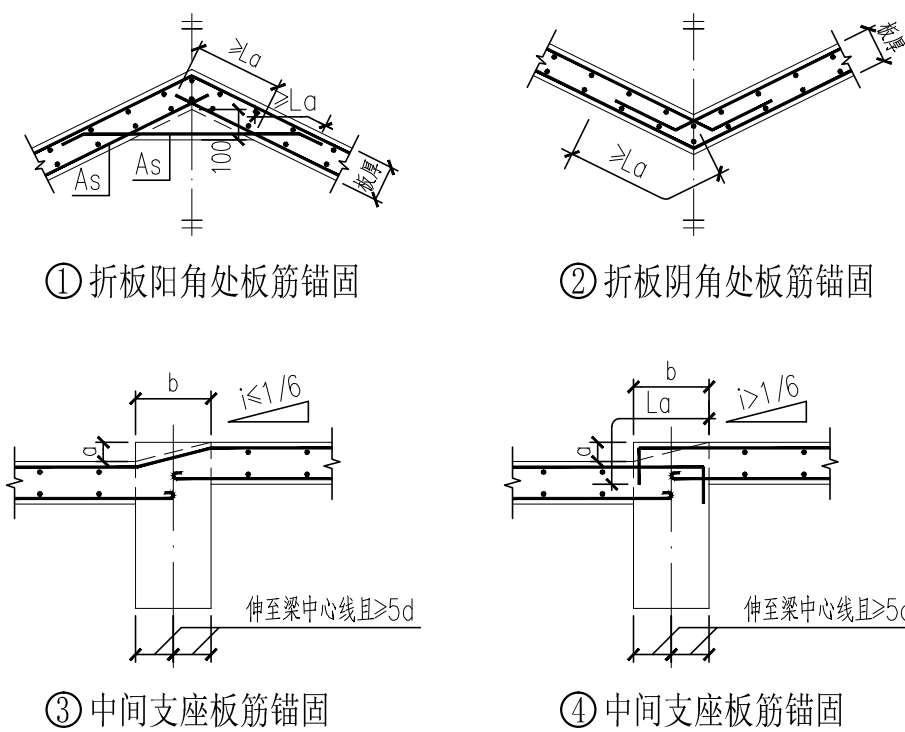 ≥La
≥La
100
As
As
板厚
① 折板阳角处板筋锚固
板厚
≥La
② 折板阴角处板筋锚固
b
i≤1/6
a
伸至梁中心线且≥5d
③ 中间支座板筋锚固
b
La
i>1/6
a
伸至梁中心线且≥5d
④ 中间支座板筋锚固